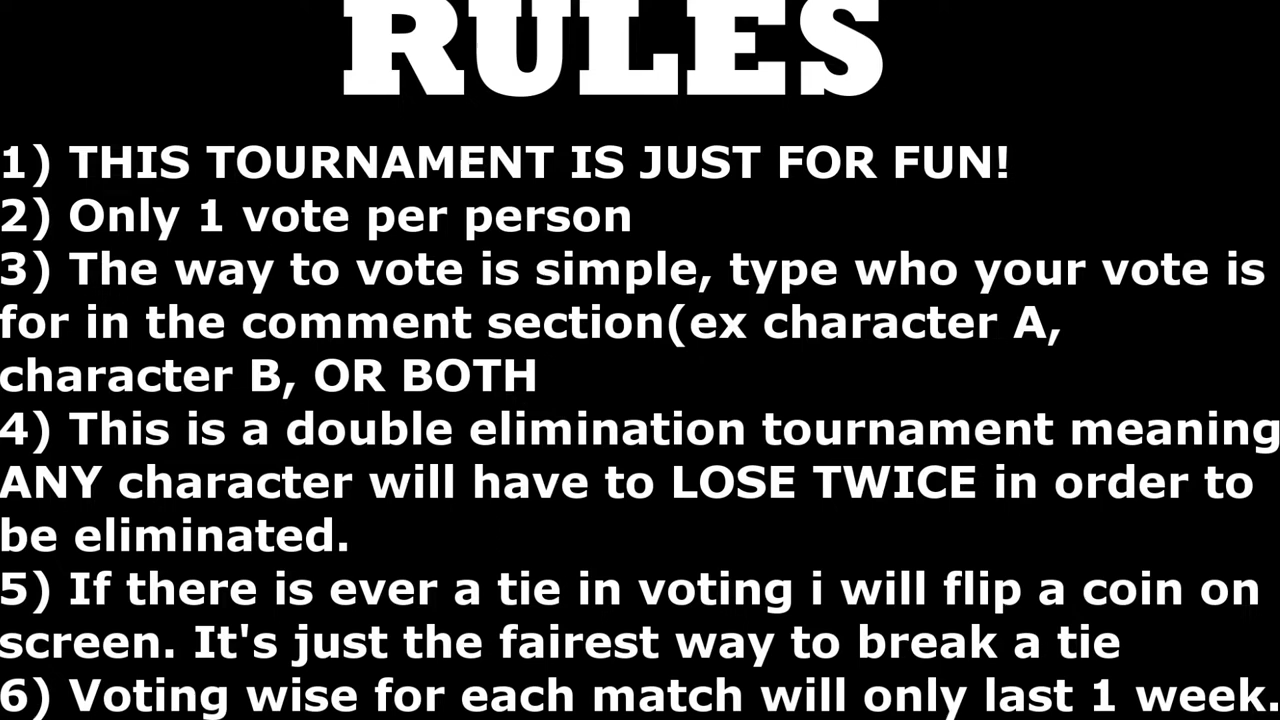 RULES
1) THIS TOURNAMENT IS JUST FOR FUN!
2) Only 1 vote per person
3) The way to vote is simple, type who your vote is
for in the comment section(ex character A,
character B, OR BOTH
4) This is a double elimination tournament meaning
ANY character will have to LOSE TWICE in order to
be eliminated.
5) If there is ever a tie in voting i will flip a coin on
screen. It's just the fairest way to break a tie
6) Voting wise for each match will only last 1 week.